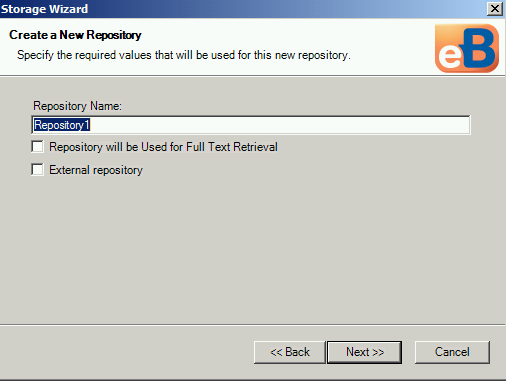 Storage Wizard
Create a New Repository
Specify the required values that will be used for this new repository.
eB
Repository Name:
Repository1
Repository will be Used for Full Text Retrieval
External repository
<< Back
Next >>
Cancel